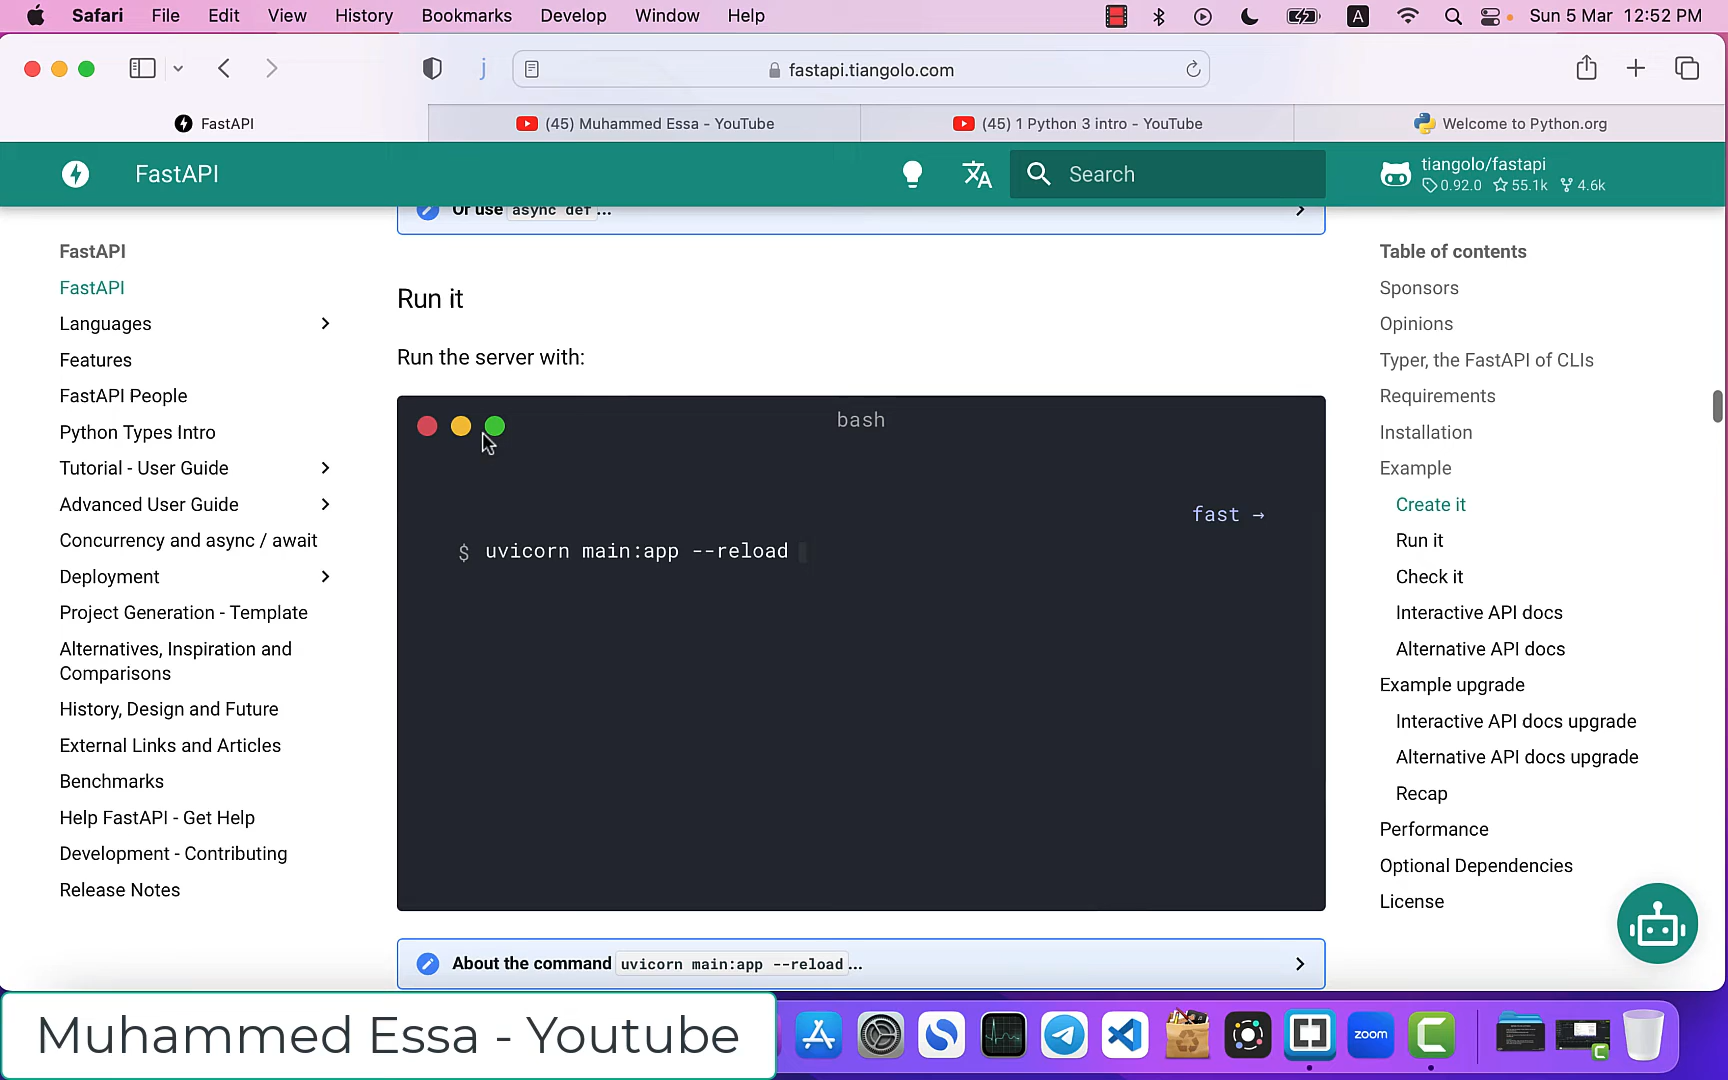 Safari File Edit View History Bookmarks Develop Window Help A Sun 5 Mar 12:52 PM
j fastapi.tiangolo.com
FastAPI (45) Muhammed Essa - YouTube (45) 1 Python 3 intro - YouTube Welcome to Python.org
FastAPI Search tiangolo/fastapi
0.92.0 55.1k 4.6k
FastAPI
FastAPI
Languages
Features
FastAPI People
Python Types Intro
Tutorial - User Guide
Advanced User Guide
Concurrency and async / await
Deployment
Project Generation - Template
Alternatives, Inspiration and
Comparisons
History, Design and Future
External Links and Articles
Benchmarks
Help FastAPI - Get Help
Development - Contributing
Release Notes
Or use async def...
Run it
Run the server with:
bash
fast →
$ uvicorn main:app --reload
About the command uvicorn main:app --reload...
Table of contents
Sponsors
Opinions
Typer, the FastAPI of CLIs
Requirements
Installation
Example
Create it
Run it
Check it
Interactive API docs
Alternative API docs
Example upgrade
Interactive API docs upgrade
Alternative API docs upgrade
Recap
Performance
Optional Dependencies
License
Muhammed Essa - Youtube
zoom